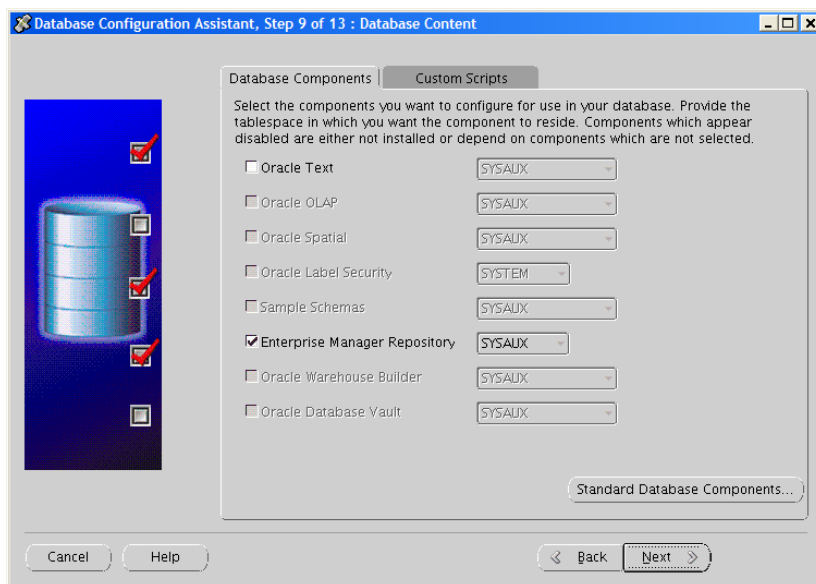 Database Configuration Assistant, Step 9 of 13 : Database Content
Database Components
Custom Scripts
Select the components you want to configure for use in your database. Provide the
tablespace in which you want the component to reside. Components which appear
disabled are either not installed or depend on components which are not selected.
Oracle Text SYSAUX
Oracle OLAP SYSAUX
Oracle Spatial SYSAUX
Oracle Label Security SYSTEM
Sample Schemas SYSAUX
Enterprise Manager Repository SYSAUX
Oracle Warehouse Builder SYSAUX
Oracle Database Vault SYSAUX
Standard Database Components...
Cancel Help Back Next